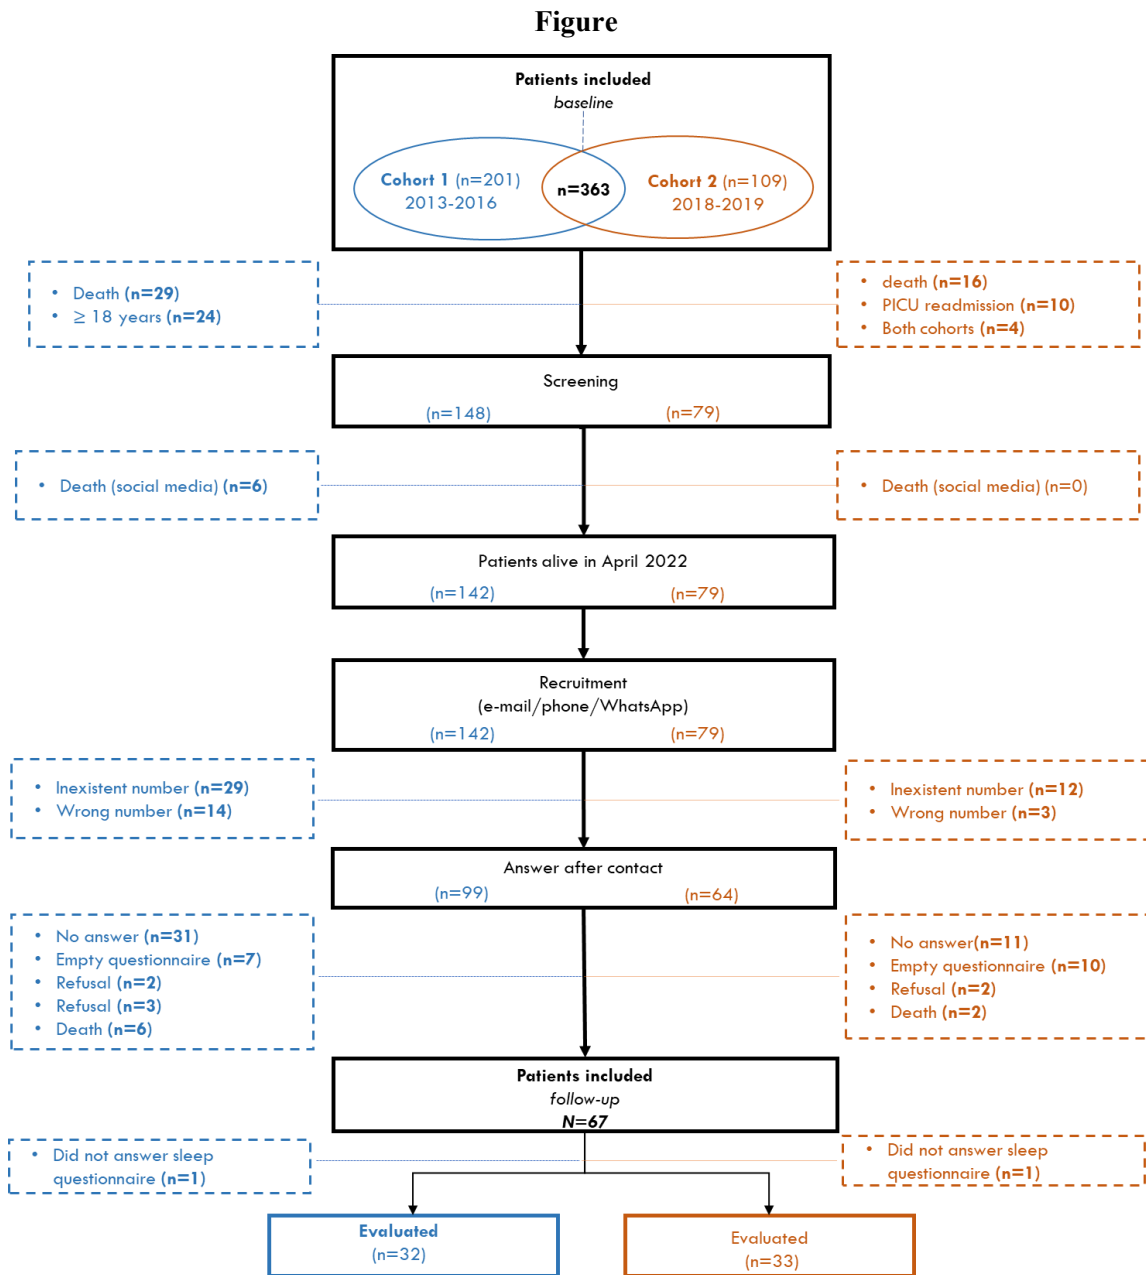 Figure
Patients included
baseline
Cohort 1 (n=201)
2013-2016
n=363
Cohort 2 (n=109)
2018-2019
• Death (n=29)
• ≥ 18 years (n=24)
• death (n=16)
• PICU readmission (n=10)
• Both cohorts (n=4)
Screening
(n=148)
(n=79)
• Death (social media) (n=6)
• Death (social media) (n=0)
Patients alive in April 2022
(n=142)
(n=79)
Recruitment
(e-mail/phone/WhatsApp)
(n=142)
(n=79)
• Inexistent number (n=29)
• Wrong number (n=14)
• Inexistent number (n=12)
• Wrong number (n=3)
Answer after contact
(n=99)
(n=64)
• No answer (n=31)
• Empty questionnaire (n=7)
• Refusal (n=2)
• Refusal (n=3)
• Death (n=6)
• No answer(n=11)
• Empty questionnaire (n=10)
• Refusal (n=2)
• Death (n=2)
Patients included
follow-up
N=67
• Did not answer sleep
questionnaire (n=1)
• Did not answer sleep
questionnaire (n=1)
Evaluated
(n=32)
Evaluated
(n=33)